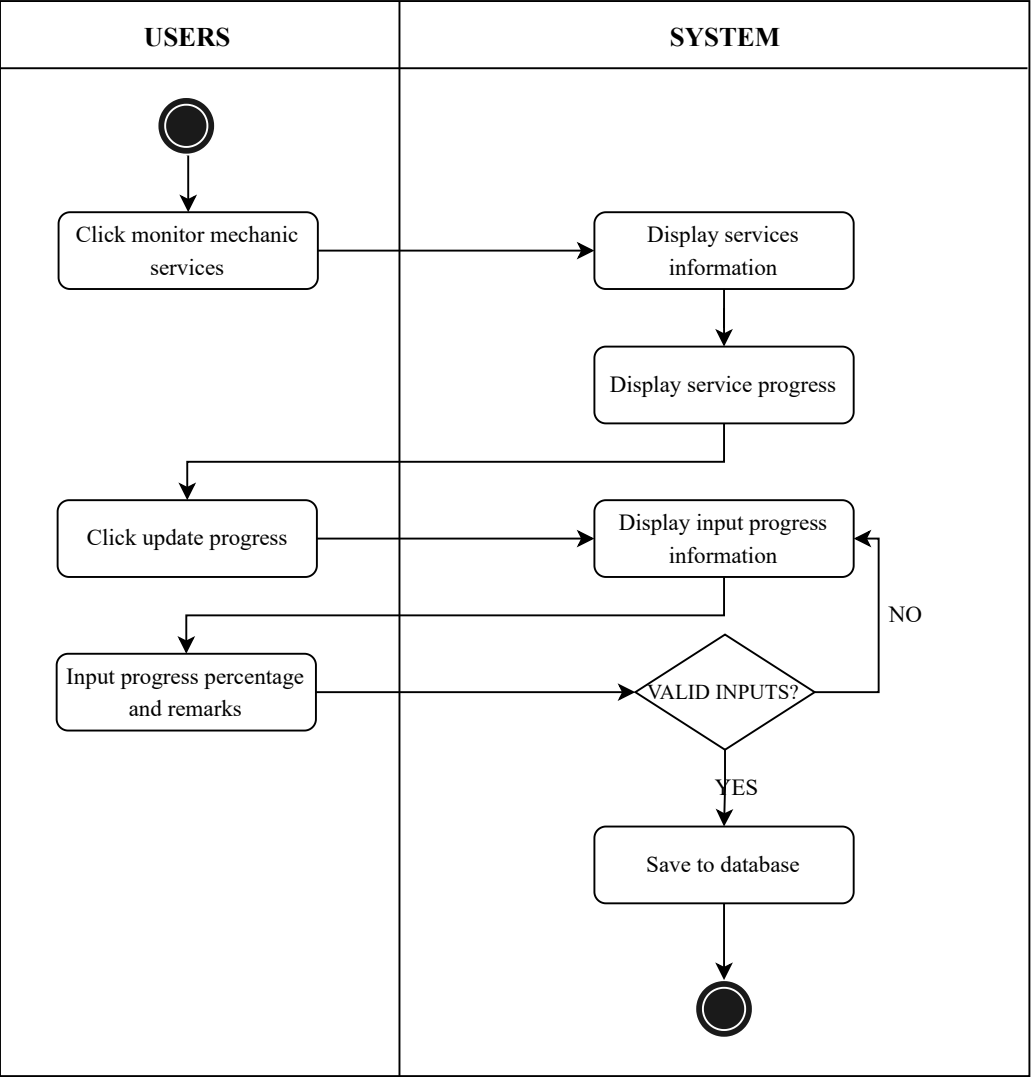 USERS
SYSTEM
Click monitor mechanic
services
Display services
information
Display service progress
Click update progress
Display input progress
information
NO
Input progress percentage
and remarks
VALID INPUTS?
YES
Save to database